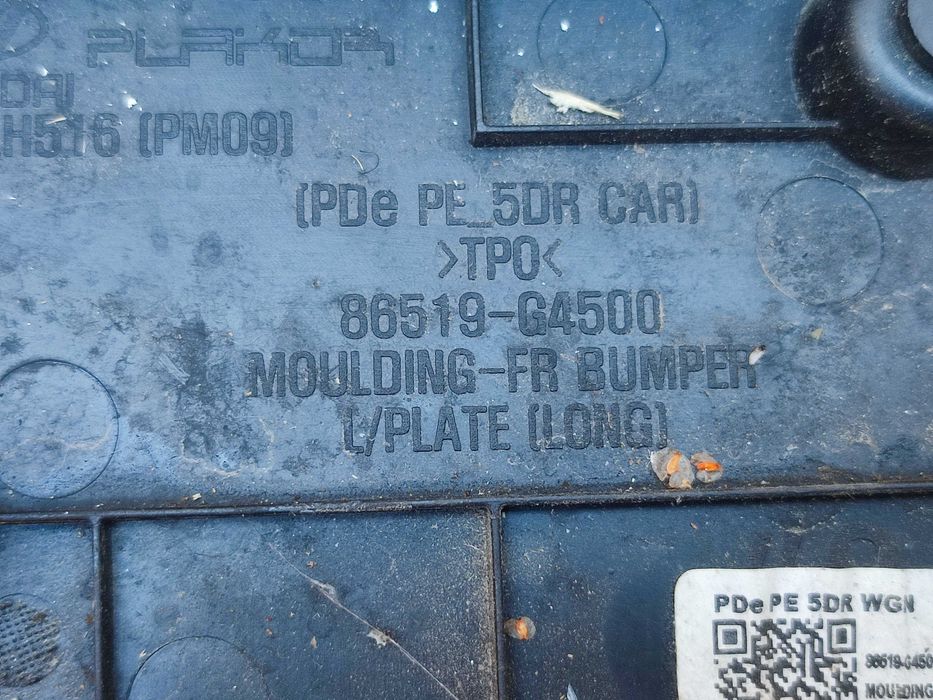 PLAKOR
DAI
H516 (PM09)
(PDe PE_5DR CAR)
>TPO<
86519-G4500
MOULDING-FR BUMPER
L/PLATE (LONG)
PDe PE 5DR WGN
86519-G450
MOULDING